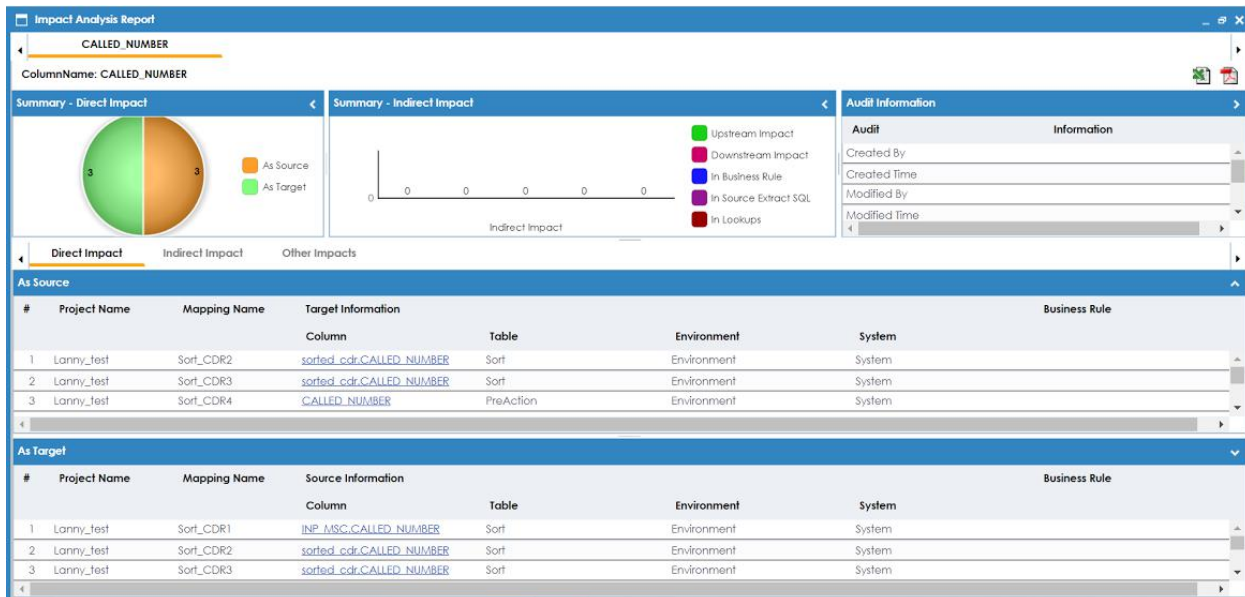 Impact Analysis Report
CALLED_NUMBER
ColumnName: CALLED_NUMBER
Summary - Direct Impact
3
3
As Source
As Target
Summary - Indirect Impact
0
0 0 0 0 0
Indirect Impact
Upstream Impact
Downstream Impact
In Business Rule
In Source Extract SQL
In Lookups
Audit Information
Audit Information
Created By
Created Time
Modified By
Modified Time
Direct Impact Indirect Impact Other Impacts
As Source
# Project Name Mapping Name Target Information Business Rule
Column Table Environment System
1 Lanny_test Sort_CDR2 sorted_cdr.CALLED_NUMBER Sort Environment System
2 Lanny_test Sort_CDR3 sorted_cdr.CALLED_NUMBER Sort Environment System
3 Lanny_test Sort_CDR4 CALLED_NUMBER PreAction Environment System
As Target
# Project Name Mapping Name Source Information Business Rule
Column Table Environment System
1 Lanny_test Sort_CDR1 INP_MSC.CALLED_NUMBER Sort Environment System
2 Lanny_test Sort_CDR2 sorted_cdr.CALLED_NUMBER Sort Environment System
3 Lanny_test Sort_CDR3 sorted_cdr.CALLED_NUMBER Sort Environment System